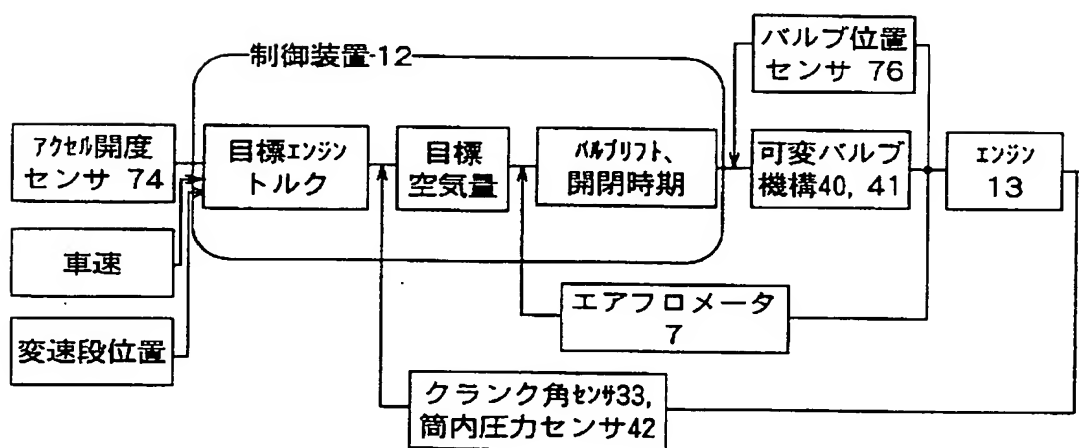 制御装置12
バルブ位置
センサ 76
アクセル開度
センサ 74
目標エンジン
トルク
目標
空気量
バルブリフト、
開閉時期
可変バルブ
機構40, 41
エンジン
13
車速
変速段位置
エアフロメータ
7
クランク角センサ33,
筒内圧力センサ42